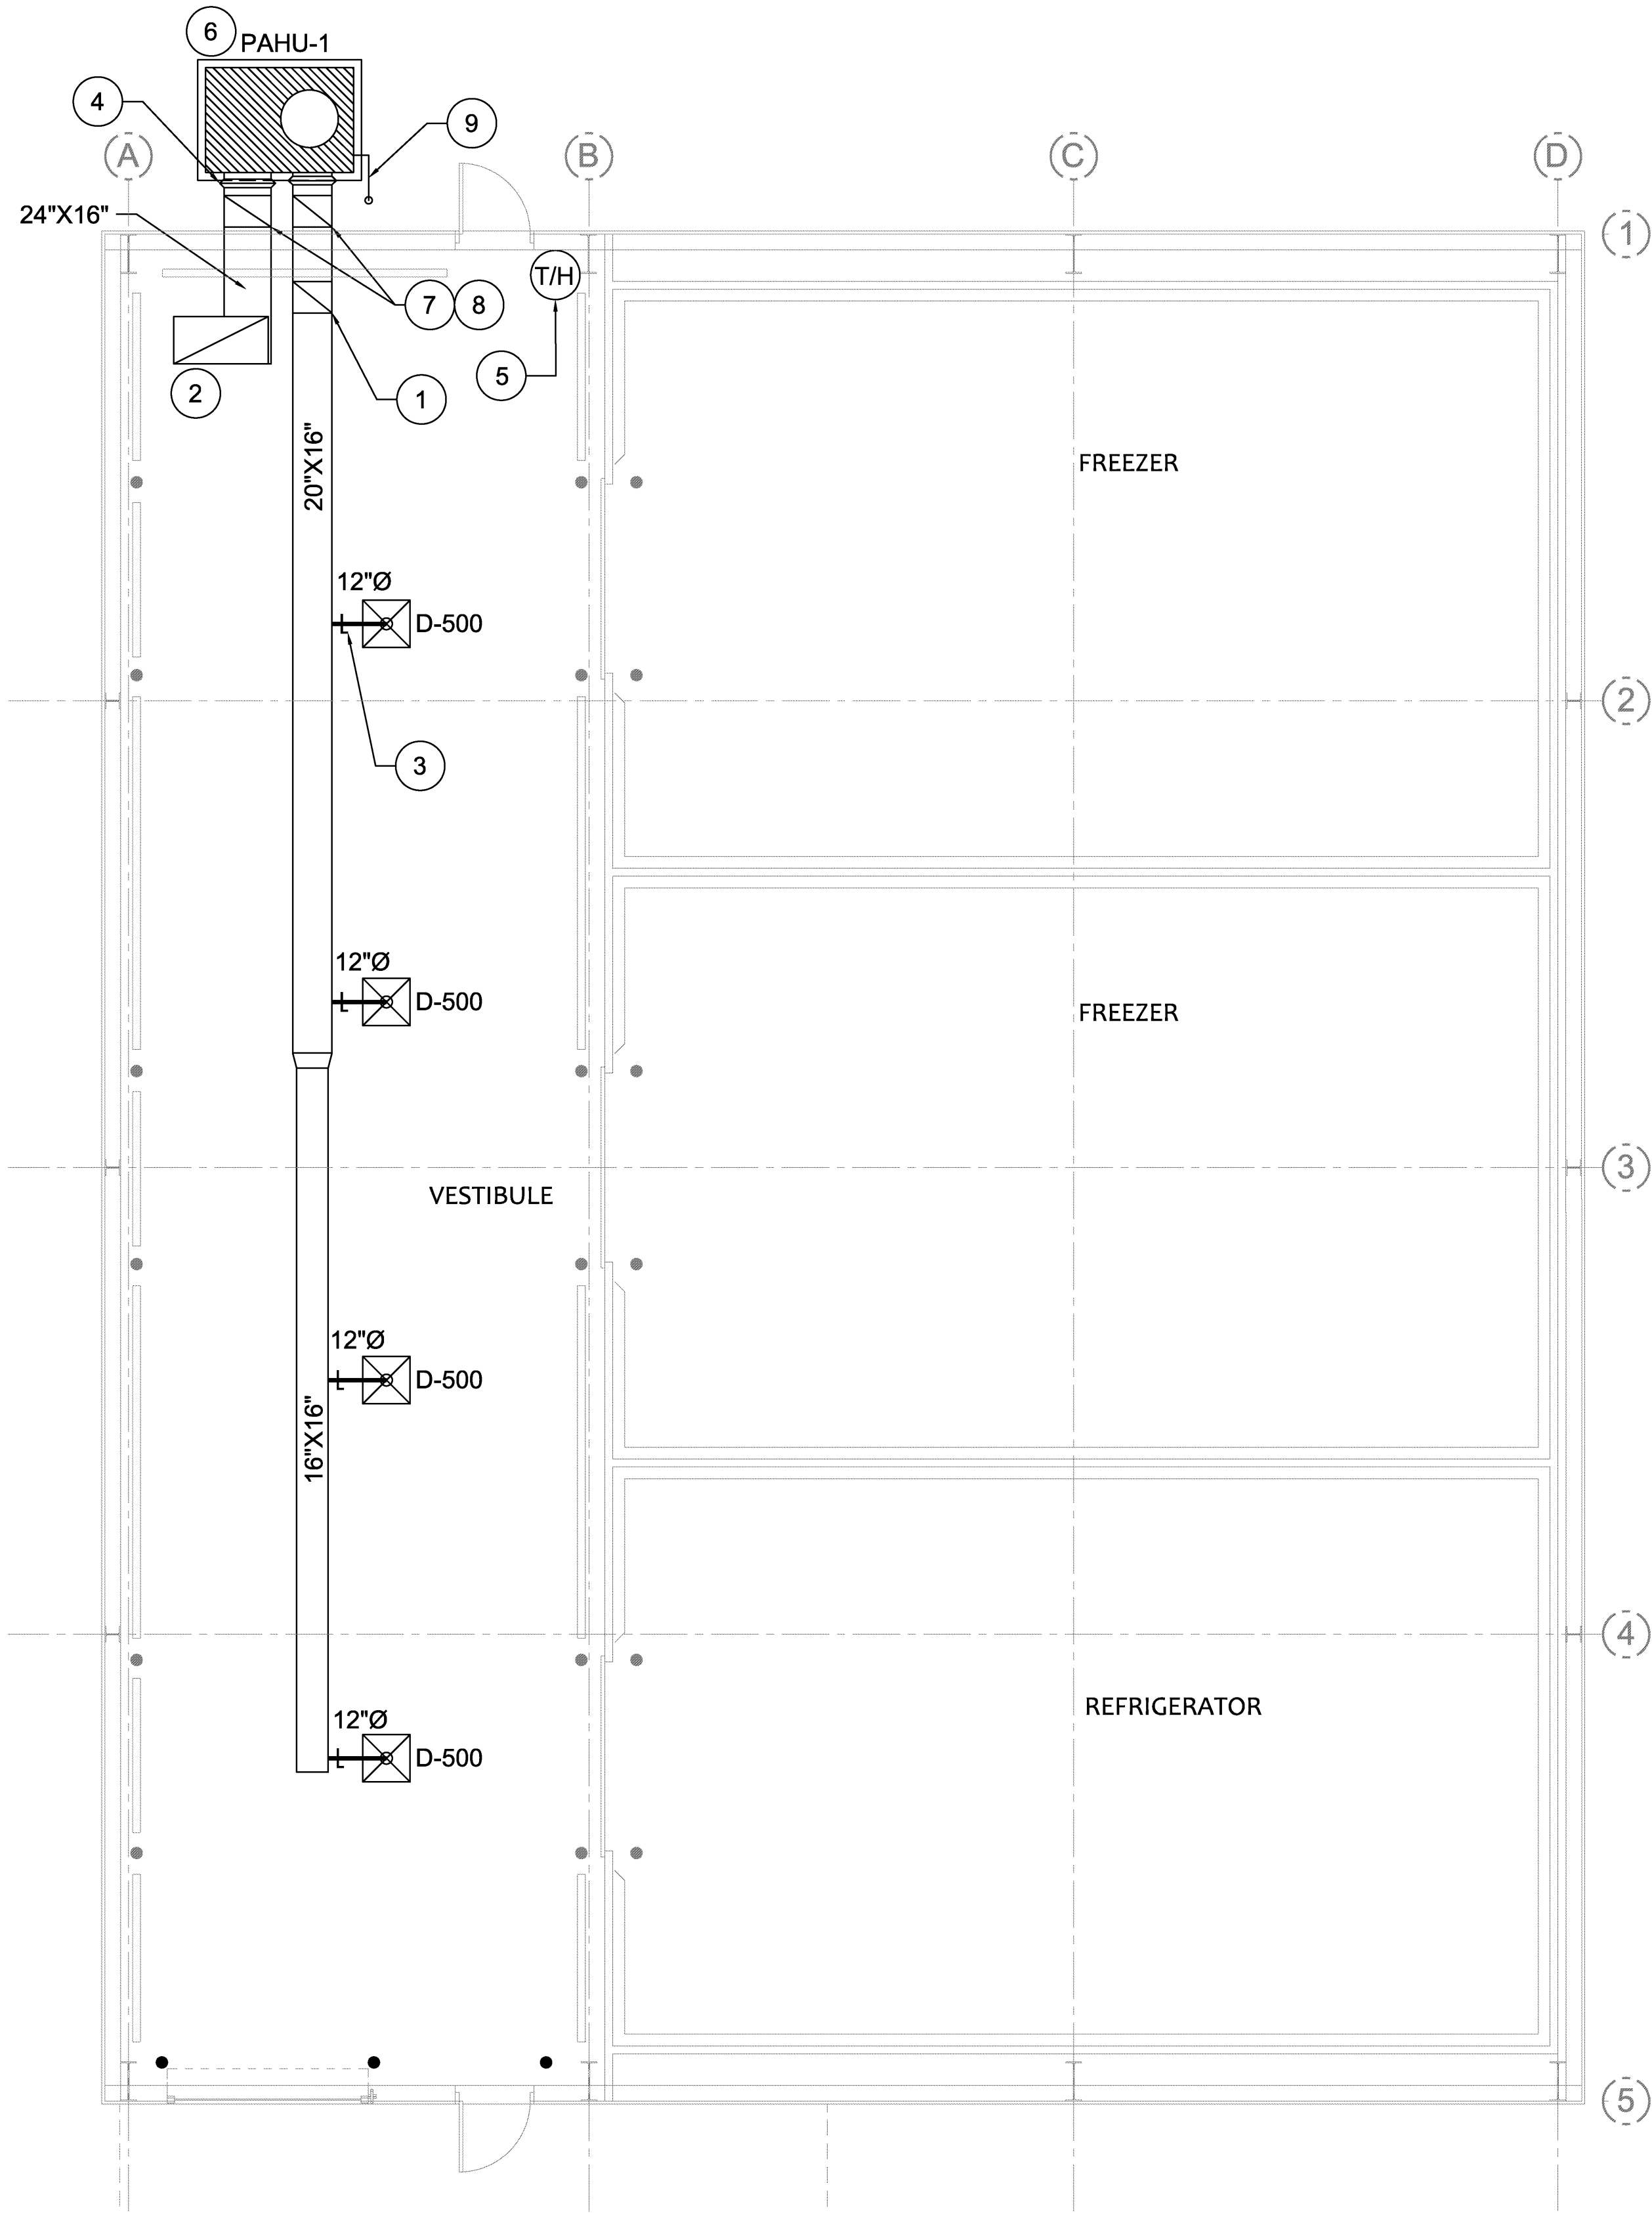 6
PAHU-1
4
9
A
B
C
D
24"X16"
1
T/H
7
8
5
2
1
20"X16"
FREEZER
12"Ø
D-500
2
3
12"Ø
D-500
FREEZER
3
VESTIBULE
12"Ø
D-500
16"X16"
4
REFRIGERATOR
12"Ø
D-500
5